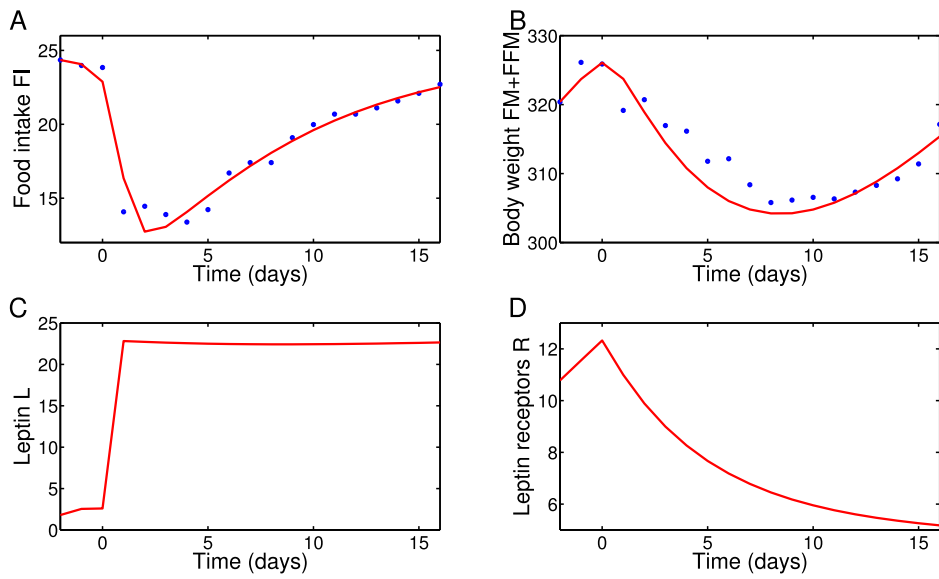 A
Food intake FI
25
20
15
0
5
10
15
Time (days)
B
Body weight FM+FFM
330
320
310
300
0
5
10
15
Time (days)
C
Leptin L
25
20
15
10
5
0
0
5
10
15
Time (days)
D
Leptin receptors R
12
10
8
6
0
5
10
15
Time (days)